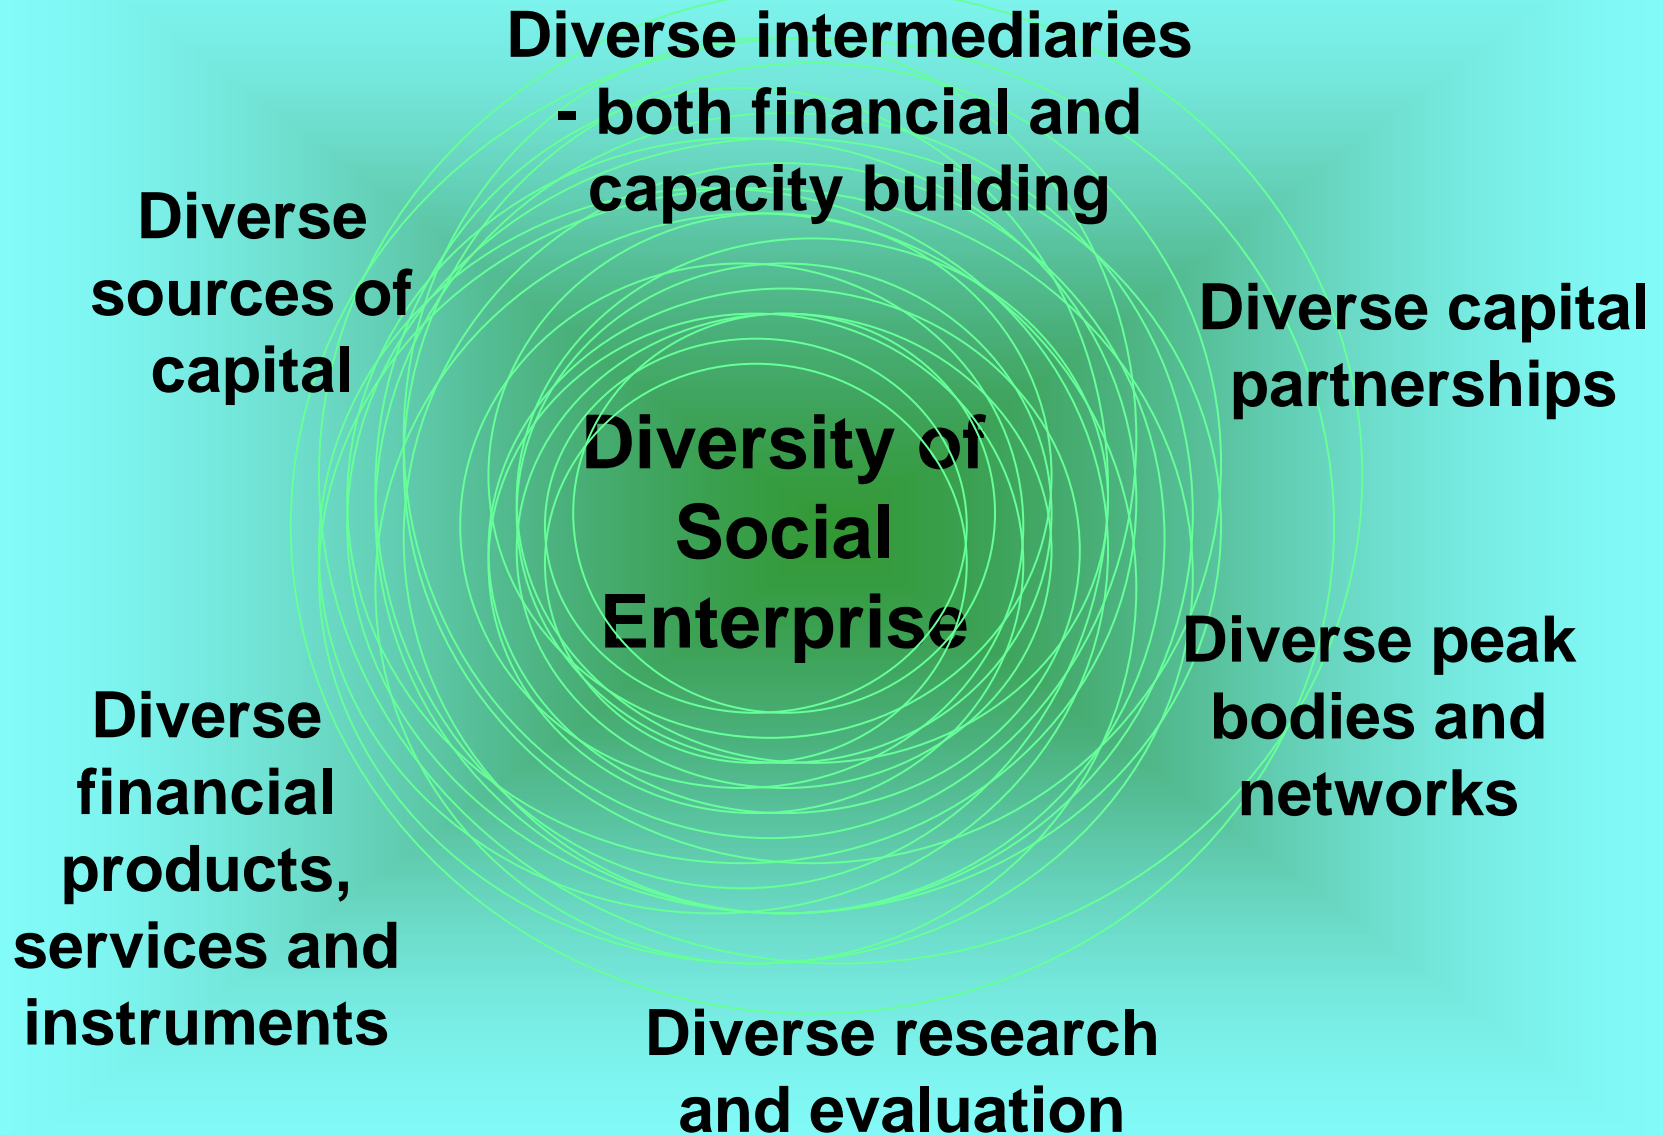 Diverse intermediaries
- both financial and
capacity building
Diverse
sources of
capital
Diverse capital
partnerships
Diversity of
Social
Enterprise
Diverse peak
bodies and
networks
Diverse
financial
products,
services and
instruments
Diverse research
and evaluation